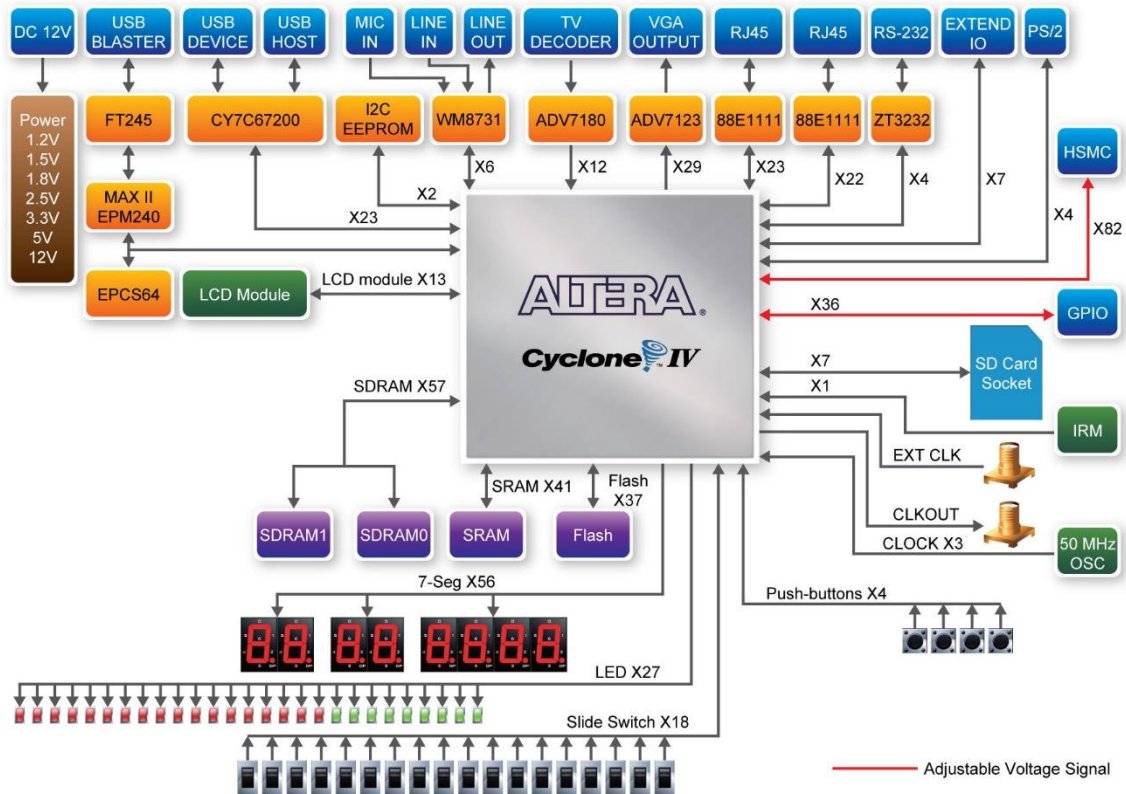 DC 12V
USB
BLASTER
USB
DEVICE
USB
HOST
MIC
IN
LINE
IN
LINE
OUT
TV
DECODER
VGA
OUTPUT
RJ45
RJ45
RS-232
EXTEND
IO
PS/2
Power
1.2V
1.5V
1.8V
2.5V
3.3V
5V
12V
FT245
CY7C67200
I2C
EEPROM
WM8731
ADV7180
ADV7123
88E1111
88E1111
ZT3232
HSMC
MAX II
EPM240
X23
X2
X6
X12
X29
X23
X22
X4
X7
X4
X82
EPCS64
LCD Module
LCD module X13
ALTERA.
Cyclone™ IV
X36
GPIO
X7
SD Card
Socket
X1
IRM
EXT CLK
CLKOUT
CLOCK X3
50 MHz
OSC
SDRAM X57
SDRAM1
SDRAM0
SRAM X41
SRAM
Flash
X37
Flash
7-Seg X56
Push-buttons X4
LED X27
Slide Switch X18
Adjustable Voltage Signal